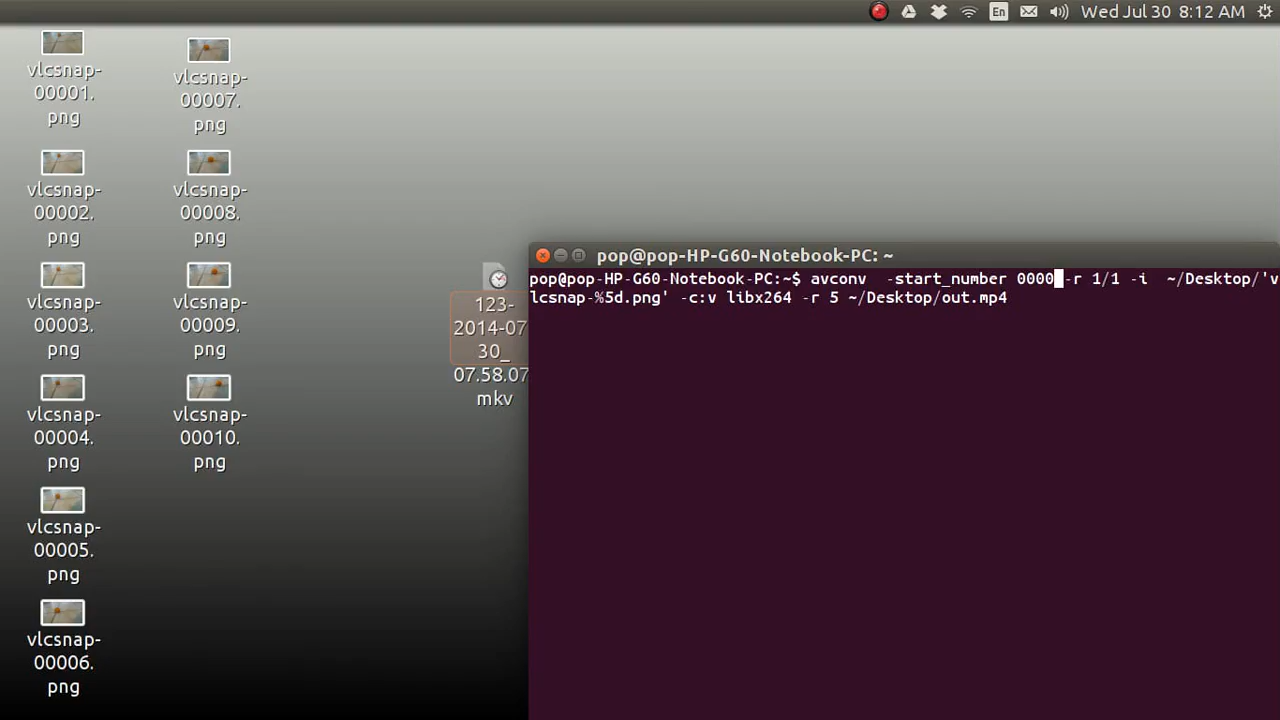 En
Wed Jul 30 8:12 AM
vlcsnap-
00001.
png
vlcsnap-
00002.
png
vlcsnap-
00003.
png
vlcsnap-
00004.
png
vlcsnap-
00005.
png
vlcsnap-
00006.
png
vlcsnap-
00007.
png
vlcsnap-
00008.
png
vlcsnap-
00009.
png
vlcsnap-
00010.
png
123-
2014-07
30_
07.58.07
mkv
pop@pop-HP-G60-Notebook-PC: ~
pop@pop-HP-G60-Notebook-PC:~$ avconv  -start_number 0000 -r 1/1 -i  ~/Desktop/'v
lcsnap-%5d.png' -c:v libx264 -r 5 ~/Desktop/out.mp4